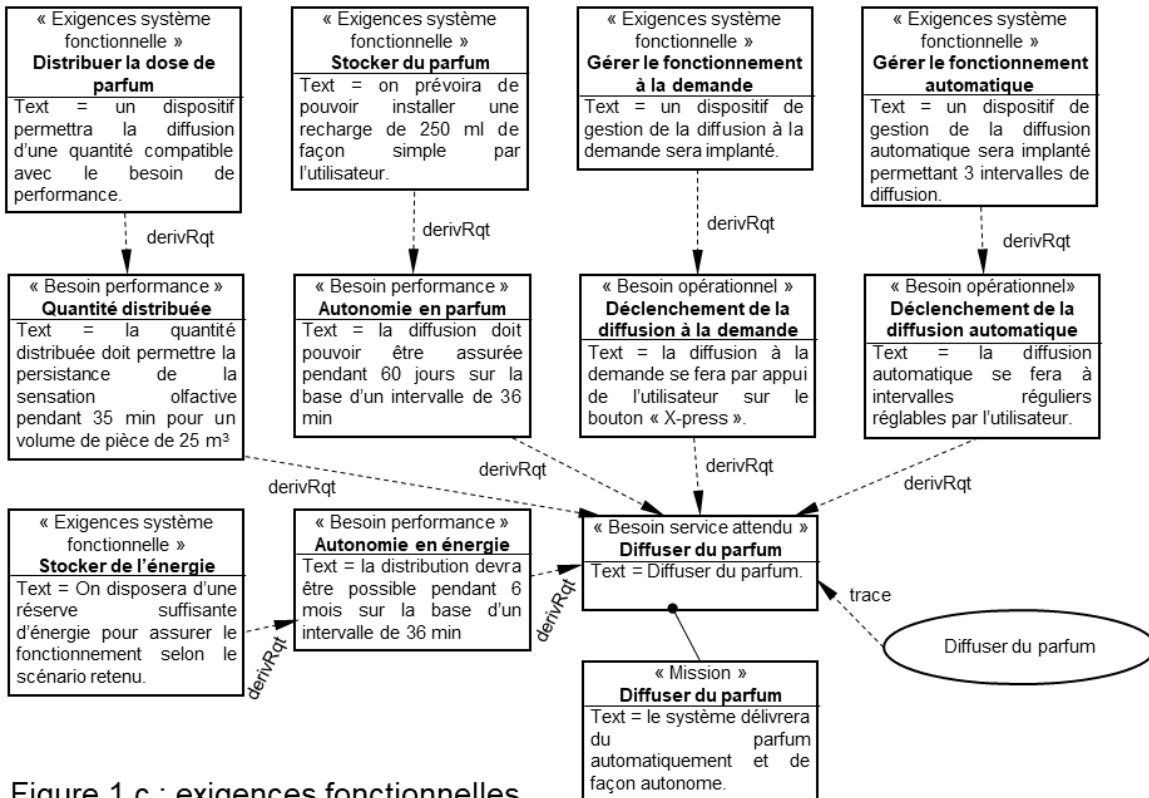 « Exigences système
fonctionnelle »
Distribuer la dose de
parfum
Text = un dispositif
permettra la diffusion
d’une quantité compatible
avec le besoin de
performance.
« Exigences système
fonctionnelle »
Stocker du parfum
Text = on prévoira de
pouvoir installer une
recharge de 250 ml de
façon simple par
l’utilisateur.
« Exigences système
fonctionnelle »
Gérer le fonctionnement
à la demande
Text = un dispositif de
gestion de la diffusion à la
demande sera implanté.
« Exigences système
fonctionnelle »
Gérer le fonctionnement
automatique
Text = un dispositif de
gestion de la diffusion
automatique sera implanté
permettant 3 intervalles de
diffusion.
derivRqt
derivRqt
derivRqt
derivRqt
« Besoin performance »
Quantité distribuée
Text = la quantité
distribuée doit permettre la
persistance de la
sensation olfactive
pendant 35 min pour un
volume de pièce de 25 m³
« Besoin performance »
Autonomie en parfum
Text = la diffusion doit
pouvoir être assurée
pendant 60 jours sur la
base d’un intervalle de 36
min
« Besoin opérationnel »
Déclenchement de la
diffusion à la demande
Text = la diffusion à la
demande se fera par appui
de l’utilisateur sur le
bouton « X-press ».
« Besoin opérationnel»
Déclenchement de la
diffusion automatique
Text = la diffusion
automatique se fera à
intervalles réguliers
réglables par l’utilisateur.
derivRqt
derivRqt
derivRqt
derivRqt
« Exigences système
fonctionnelle »
Stocker de l’énergie
Text = On disposera d’une
réserve suffisante
d’énergie pour assurer le
fonctionnement selon le
scénario retenu.
derivRqt
« Besoin performance »
Autonomie en énergie
Text = la distribution devra
être possible pendant 6
mois sur la base d’un
intervalle de 36 min
derivRqt
« Besoin service attendu »
Diffuser du parfum
Text = Diffuser du parfum.
trace
Diffuser du parfum
« Mission »
Diffuser du parfum
Text = le système délivrera
du parfum
automatiquement et de
façon autonome.
Figure 1 c : exigences fonctionnelles